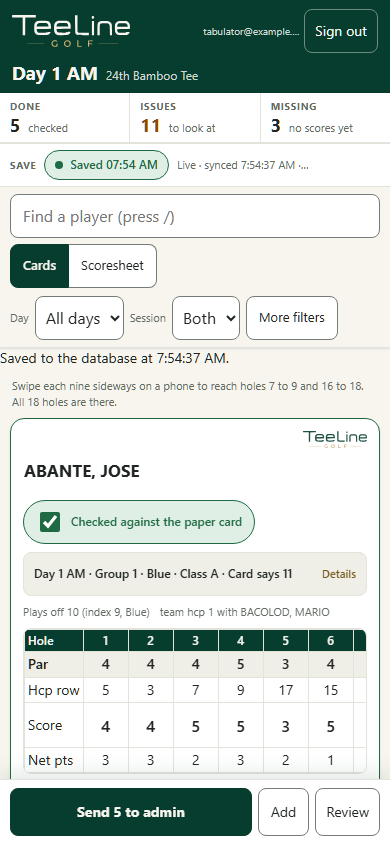 TeeLine
GOLF
tabulator@example....
Sign out
Day 1 AM 24th Bamboo Tee
DONE
5 checked
ISSUES
11 to look at
MISSING
3 no scores yet
SAVE
Saved 07:54 AM
Live · synced 7:54:37 AM ·...
Find a player (press /)
Cards
Scoresheet
Day
All days
Session
Both
More filters
Saved to the database at 7:54:37 AM.
Swipe each nine sideways on a phone to reach holes 7 to 9 and 16 to 18.
All 18 holes are there.
TeeLine
GOLF
ABANTE, JOSE
Checked against the paper card
Day 1 AM · Group 1 · Blue · Class A · Card says 11
Details
Plays off 10 (index 9, Blue) team hcp 1 with BACOLOD, MARIO
Hole 1 2 3 4 5 6
Par 4 4 4 5 3 4
Hcp row 5 3 7 9 17 15
Score 4 4 5 5 3 5
Net pts 3 3 2 3 2 1
Send 5 to admin
Add
Review